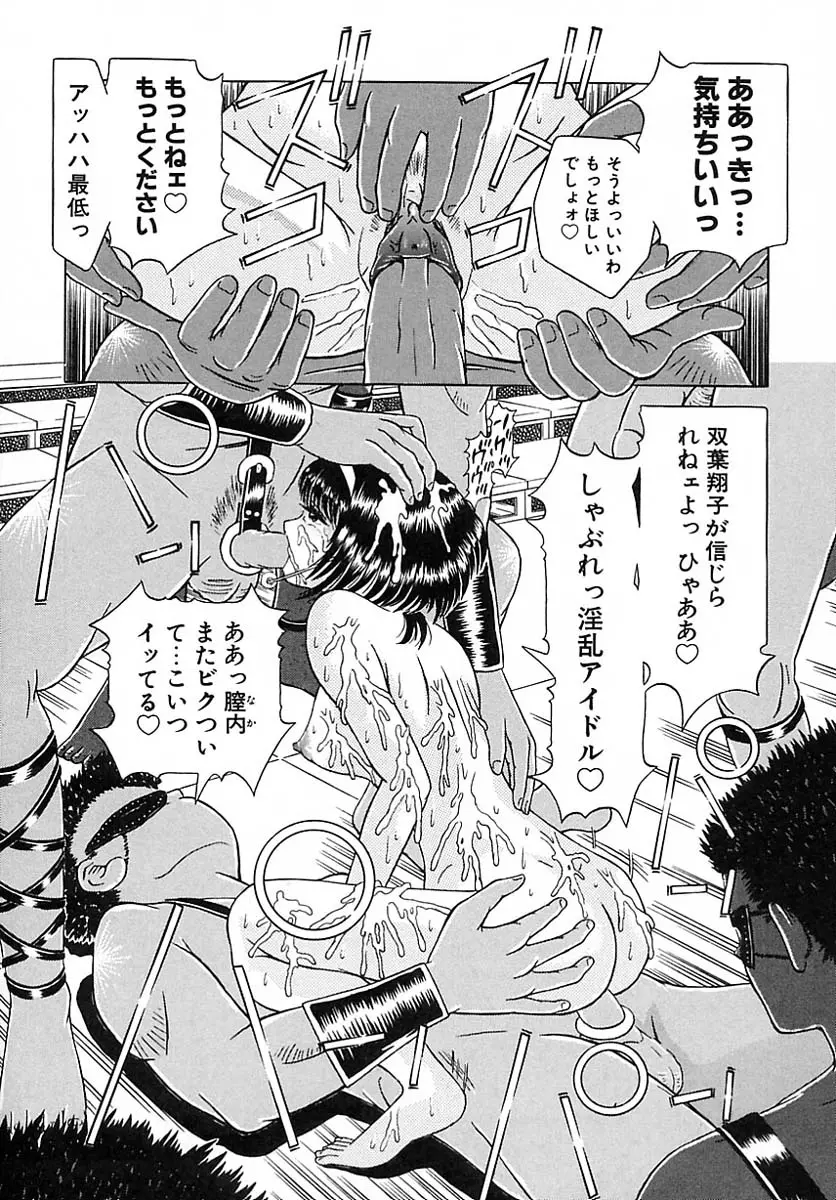 ああっきっ…
気持ちいいっ
そうよっいいわ
もっとほしい
でしょォ♡
もっとねェ♡
もっとください
アッハハ最低っ
双葉翔子が信じら
れねェよっ ひゃああ♡
しゃぶれっ淫乱アイドル♡
ああっ膣内
なか
またビクつい
て…こいつ
イッてる♡